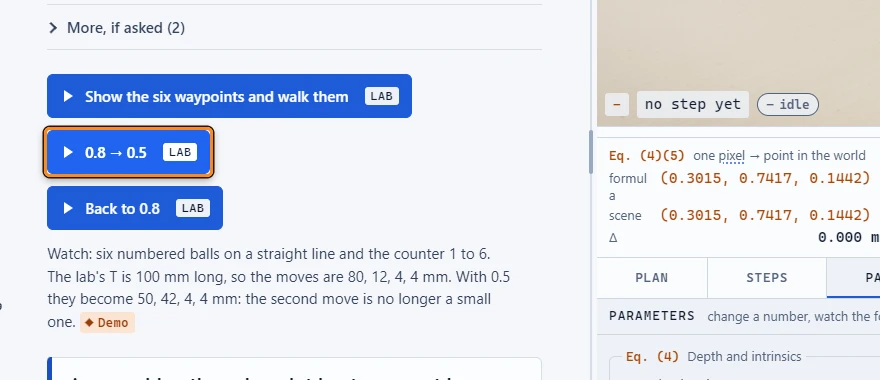 More, if asked (2)
Show the six waypoints and walk them LAB
0.8 → 0.5 LAB
Back to 0.8 LAB
Watch: six numbered balls on a straight line and the counter 1 to 6.
The lab's T is 100 mm long, so the moves are 80, 12, 4, 4 mm. With 0.5
they become 50, 42, 4, 4 mm: the second move is no longer a small
one. ◆ Demo
– no step yet – idle
Eq. (4)(5) one pixel → point in the world
formul (0.3015, 0.7417, 0.1442)
a
scene (0.3015, 0.7417, 0.1442)
Δ 0.000 m
PLAN STEPS PA
PARAMETERS change a number, watch the fo
Eq. (4) Depth and intrinsics